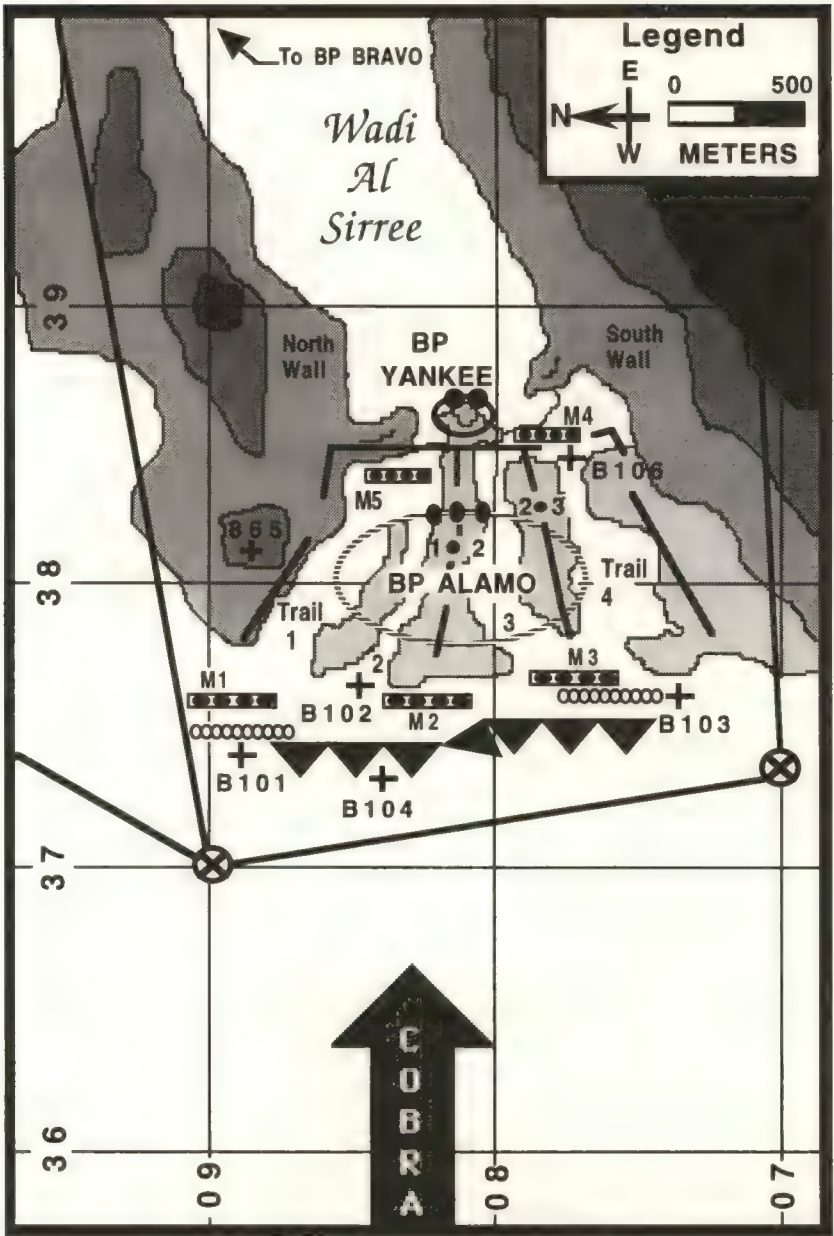 Legend
To BP BRAVO
E
0 500
N
W
METERS
Wadi
Al
Sirree
39
North
Wall
BP
YANKEE
South
Wall
M4
B106
M5
865
1 2
2 3
38
BP ALAMO
Trail
1
Trail
4
3
2
M1
M3
B102
M2
B103
B101
B104
37
COBRA
36
09
08
07